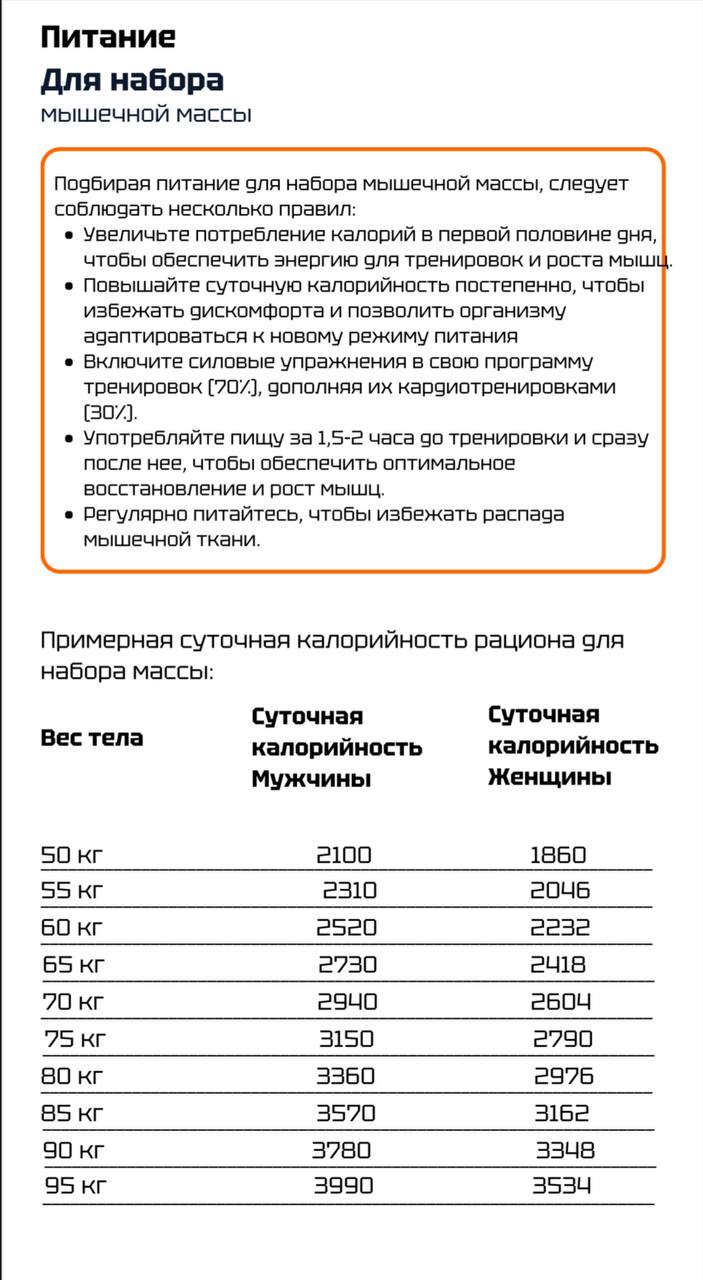 Питание
Для набора
мышечной массы
Подбирая питание для набора мышечной массы, следует
соблюдать несколько правил:
• Увеличьте потребление калорий в первой половине дня,
чтобы обеспечить энергию для тренировок и роста мышц.
• Повышайте суточную калорийность постепенно, чтобы
избежать дискомфорта и позволить организму
адаптироваться к новому режиму питания
• Включите силовые упражнения в свою программу
тренировок (70%), дополняя их кардиотренировками
(30%).
• Употребляйте пищу за 1,5-2 часа до тренировки и сразу
после нее, чтобы обеспечить оптимальное
восстановление и рост мышц.
• Регулярно питайтесь, чтобы избежать распада
мышечной ткани.
Примерная суточная калорийность рациона для
набора массы:
Вес тела
Суточная
калорийность
Мужчины
Суточная
калорийность
Женщины
50 кг 2100 1860
55 кг 2310 2046
60 кг 2520 2232
65 кг 2730 2418
70 кг 2940 2604
75 кг 3150 2790
80 кг 3360 2976
85 кг 3570 3162
90 кг 3780 3348
95 кг 3990 3534